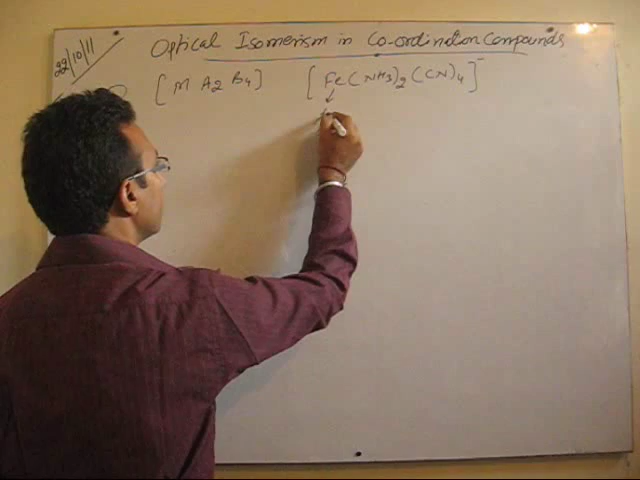 22/10/11
Optical Isomerism in Co-ordination Compounds
[M A2 B4] [Fe(NH3)2(CN)4]-